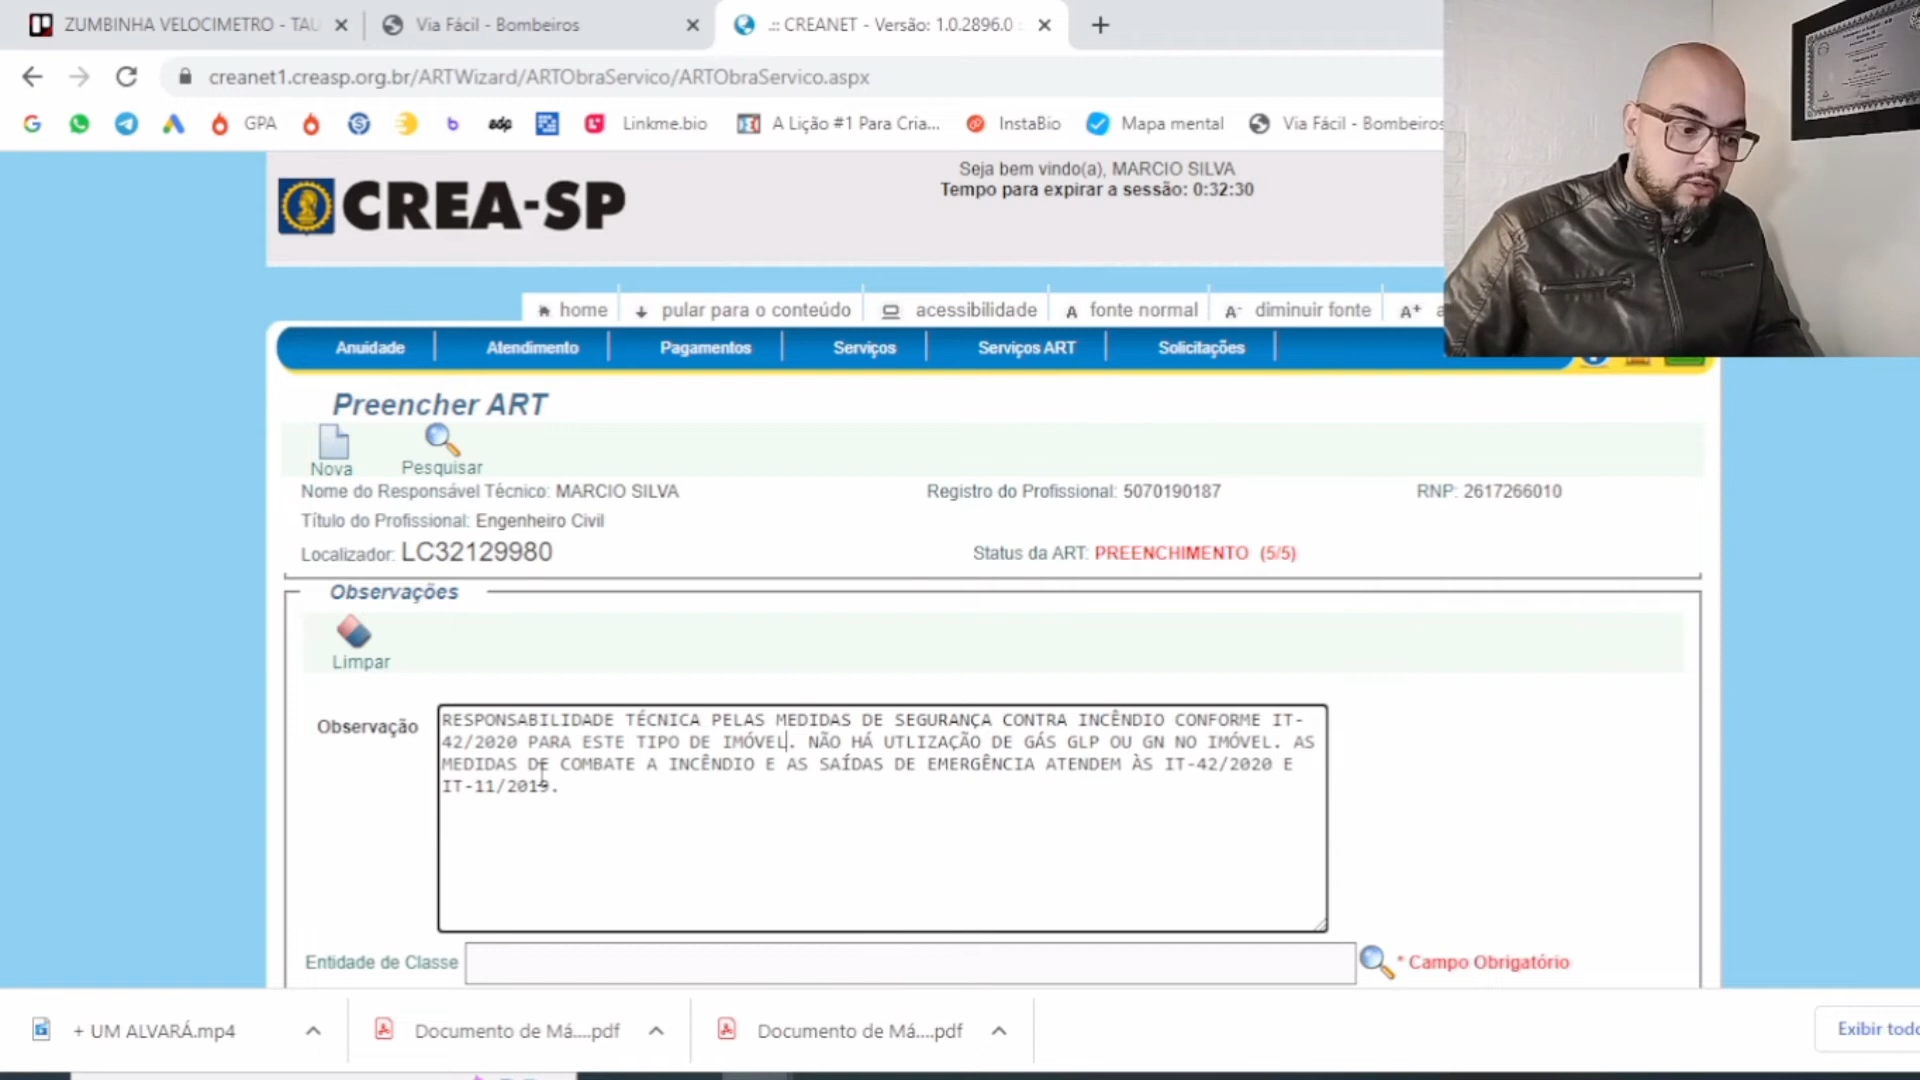 ZUMBINHA VELOCIMETRO - TAU
Via Fácil - Bombeiros
.:: CREANET - Versão: 1.0.2896.0 :
creanet1.creasp.org.br/ARTWizard/ARTObraServico/ARTObraServico.aspx
GPA
edp
Linkme.bio
A Lição #1 Para Cria...
InstaBio
Mapa mental
Via Fácil - Bombeiros
CREA-SP
Seja bem vindo(a), MARCIO SILVA
Tempo para expirar a sessão: 0:32:30
home
pular para o conteúdo
acessibilidade
A fonte normal
A- diminuir fonte
A+ a
Anuidade
Atendimento
Pagamentos
Serviços
Serviços ART
Solicitações
Preencher ART
Nova
Pesquisar
Nome do Responsável Técnico: MARCIO SILVA
Registro do Profissional: 5070190187
RNP: 2617266010
Título do Profissional: Engenheiro Civil
Localizador: LC32129980
Status da ART: PREENCHIMENTO (5/5)
Observações
Limpar
Observação
RESPONSABILIDADE TÉCNICA PELAS MEDIDAS DE SEGURANÇA CONTRA INCÊNDIO CONFORME IT-
42/2020 PARA ESTE TIPO DE IMÓVEL. NÃO HÁ UTLIZAÇÃO DE GÁS GLP OU GN NO IMÓVEL. AS
MEDIDAS DE COMBATE A INCÊNDIO E AS SAÍDAS DE EMERGÊNCIA ATENDEM ÀS IT-42/2020 E
IT-11/2019.
Entidade de Classe
* Campo Obrigatório
+ UM ALVARÁ.mp4
Documento de Má....pdf
Documento de Má....pdf
Exibir todo